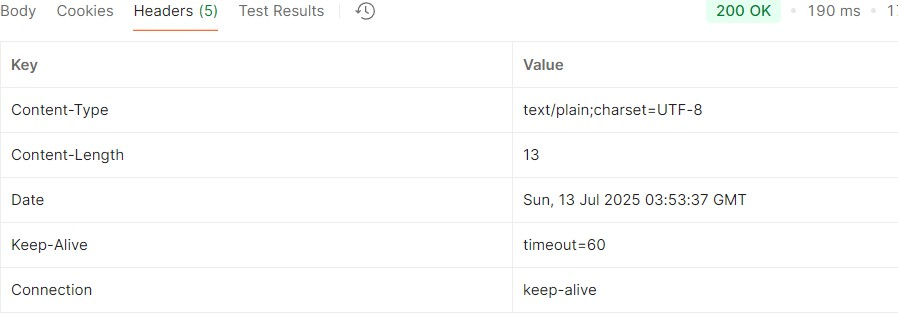 Body Cookies Headers (5) Test Results 200 OK • 190 ms •
Key Value
Content-Type text/plain;charset=UTF-8
Content-Length 13
Date Sun, 13 Jul 2025 03:53:37 GMT
Keep-Alive timeout=60
Connection keep-alive